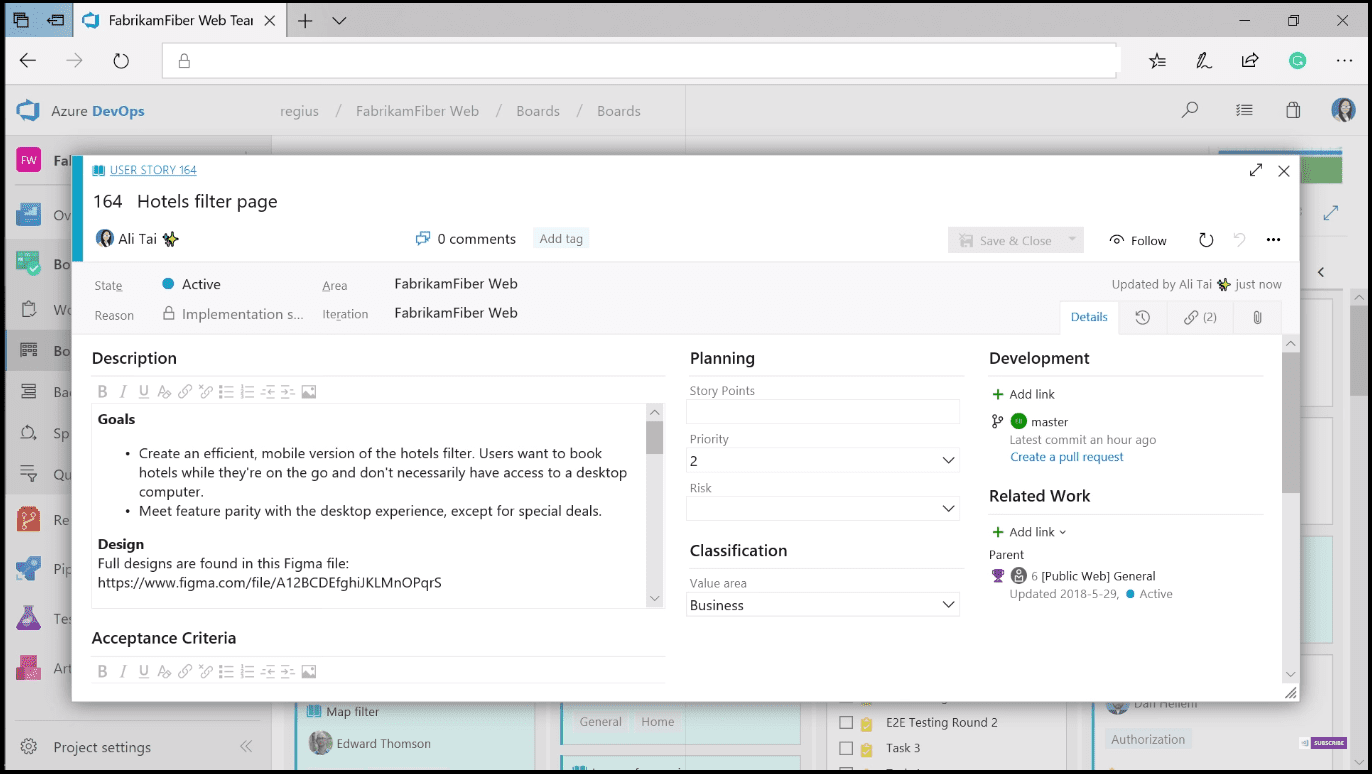 FabrikamFiber Web Tear
Azure DevOps
regius / FabrikamFiber Web / Boards / Boards
FW Fal
USER STORY 164
164 Hotels filter page
Ali Tai
0 comments
Add tag
Save & Close
Follow
State
Active
Area
FabrikamFiber Web
Updated by Ali Tai just now
Reason
Implementation s...
Iteration
FabrikamFiber Web
Details
(2)
Ov
Bo
Wo
Bo
Ba
Sp
Qu
Re
Pip
Tes
Art
Description
Goals
• Create an efficient, mobile version of the hotels filter. Users want to book
hotels while they're on the go and don't necessarily have access to a desktop
computer.
• Meet feature parity with the desktop experience, except for special deals.
Design
Full designs are found in this Figma file:
https://www.figma.com/file/A12BCDEfghiJKLMnOPqrS
Acceptance Criteria
Planning
Story Points
Priority
2
Risk
Classification
Value area
Business
Development
Add link
master
Latest commit an hour ago
Create a pull request
Related Work
Add link
Parent
6 [Public Web] General
Updated 2018-5-29, Active
Map filter
Edward Thomson
General
Home
E2E Testing Round 2
Task 3
Authorization
Project settings
SUBSCRIBE